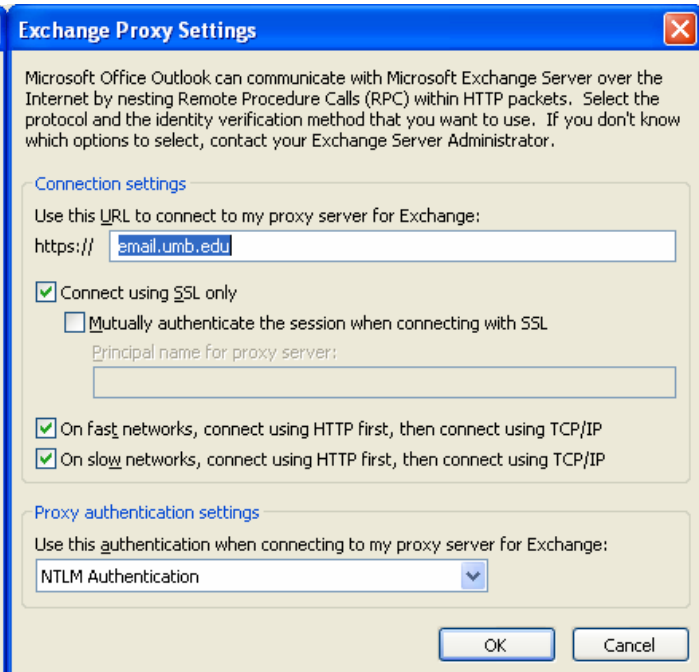 Exchange Proxy Settings
Microsoft Office Outlook can communicate with Microsoft Exchange Server over the
Internet by nesting Remote Procedure Calls (RPC) within HTTP packets. Select the
protocol and the identity verification method that you want to use. If you don't know
which options to select, contact your Exchange Server Administrator.
Connection settings
Use this URL to connect to my proxy server for Exchange:
https:// email.umb.edu
Connect using SSL only
Mutually authenticate the session when connecting with SSL
Principal name for proxy server:
On fast networks, connect using HTTP first, then connect using TCP/IP
On slow networks, connect using HTTP first, then connect using TCP/IP
Proxy authentication settings
Use this authentication when connecting to my proxy server for Exchange:
NTLM Authentication
OK Cancel